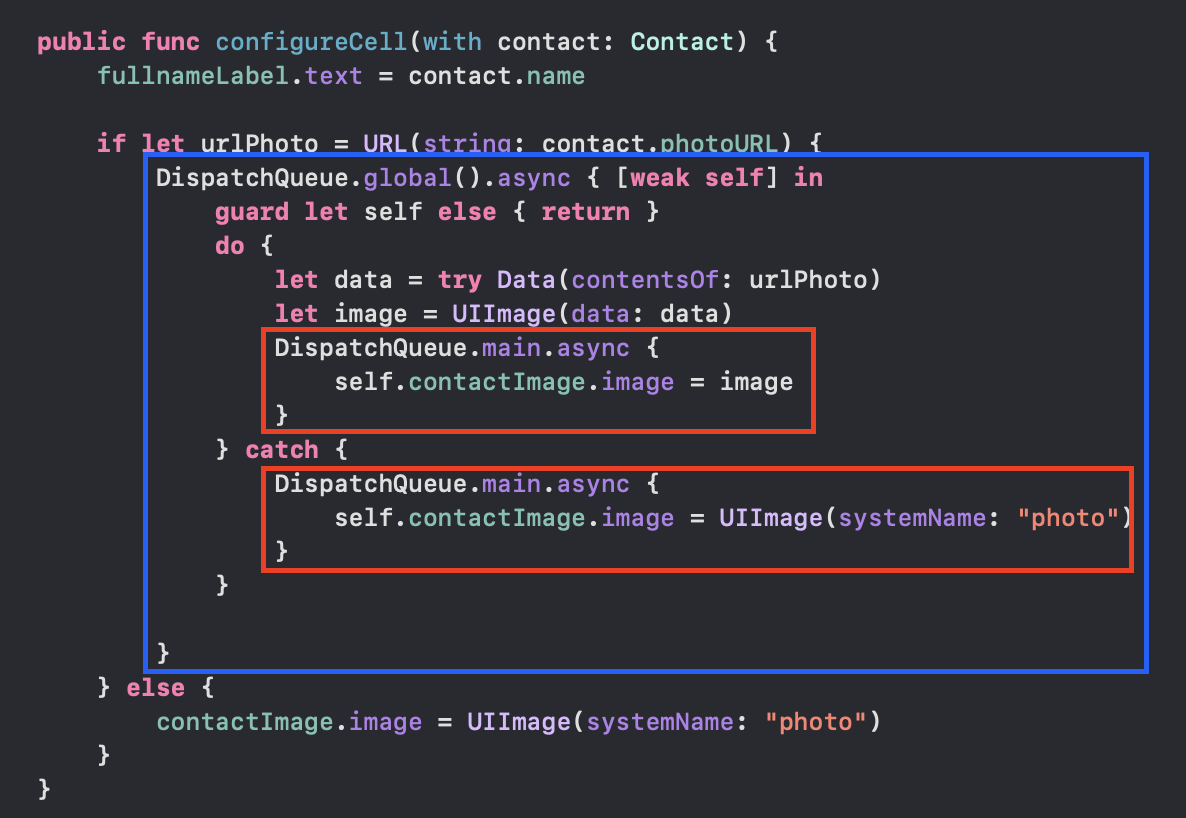 public func configureCell(with contact: Contact) {
    fullnameLabel.text = contact.name

    if let urlPhoto = URL(string: contact.photoURL) {
        DispatchQueue.global().async { [weak self] in
            guard let self else { return }
            do {
                let data = try Data(contentsOf: urlPhoto)
                let image = UIImage(data: data)
                DispatchQueue.main.async {
                    self.contactImage.image = image
                }
            } catch {
                DispatchQueue.main.async {
                    self.contactImage.image = UIImage(systemName: "photo")
                }
            }

        }
    } else {
        contactImage.image = UIImage(systemName: "photo")
    }
}